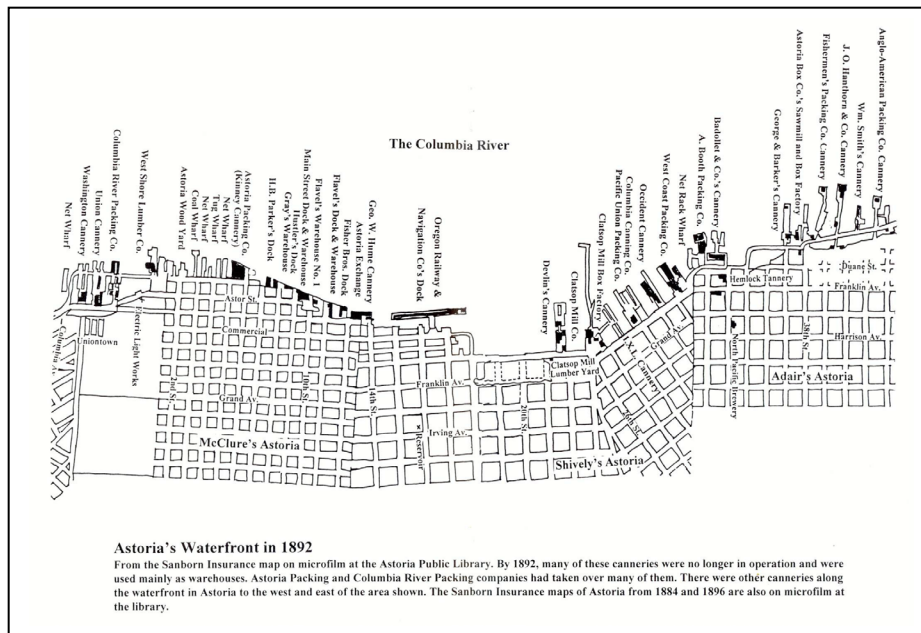 The Columbia River
Net Wharf
Washington Cannery
Union Cannery
Columbia River Packing Co.
West Shore Lumber Co.
Astoria Wood Yard
Coal Wharf
Net Wharf
Tug Wharf
Net Wharf
Astoria Packing Co.
(Kinney Cannery)
H.B. Parker's Dock
Gray's Warehouse
Hustler's Dock
Main Street Dock & Warehouse
Flavel's Warehouse No. 1
Flavel's Dock & Warehouse
Fisher Bros. Dock
Astoria Exchange
Geo. W. Hume Cannery
Oregon Railway &
Navigation Co's Dock
Devlin's Cannery
Clatsop Mill Co.
Clatsop Mill Box Factory
Pacific Union Packing Co.
Columbia Canning Co.
Occident Cannery
West Coast Packing Co.
Net Rack Wharf
A. Booth Packing Co.
Badollet & Co.'s Cannery
George & Barker's Cannery
Astoria Box Co.'s Sawmill and Box Factory
Fishermen's Packing Co. Cannery
J. O. Hanthorn & Co. Cannery
Wm. Smith's Cannery
Anglo-American Packing Co. Cannery
Hemlock Tannery
Duane St.
Franklin Av.
Harrison Av.
38th St.
North Pacific Brewery
Adair's Astoria
Astor St.
Commercial
Columbia Av.
Uniontown
Electric Light Works
2nd St.
10th St.
14th St.
Grand Av.
Franklin Av.
Irving Av.
Reservoir
20th St.
Clatsop Mill
Lumber Yard
X.L. Cannery
Grand Av.
26th St.
McClure's Astoria
Shively's Astoria
Astoria's Waterfront in 1892
From the Sanborn Insurance map on microfilm at the Astoria Public Library. By 1892, many of these canneries were no longer in operation and were
used mainly as warehouses. Astoria Packing and Columbia River Packing companies had taken over many of them. There were other canneries along
the waterfront in Astoria to the west and east of the area shown. The Sanborn Insurance maps of Astoria from 1884 and 1896 are also on microfilm at
the library.